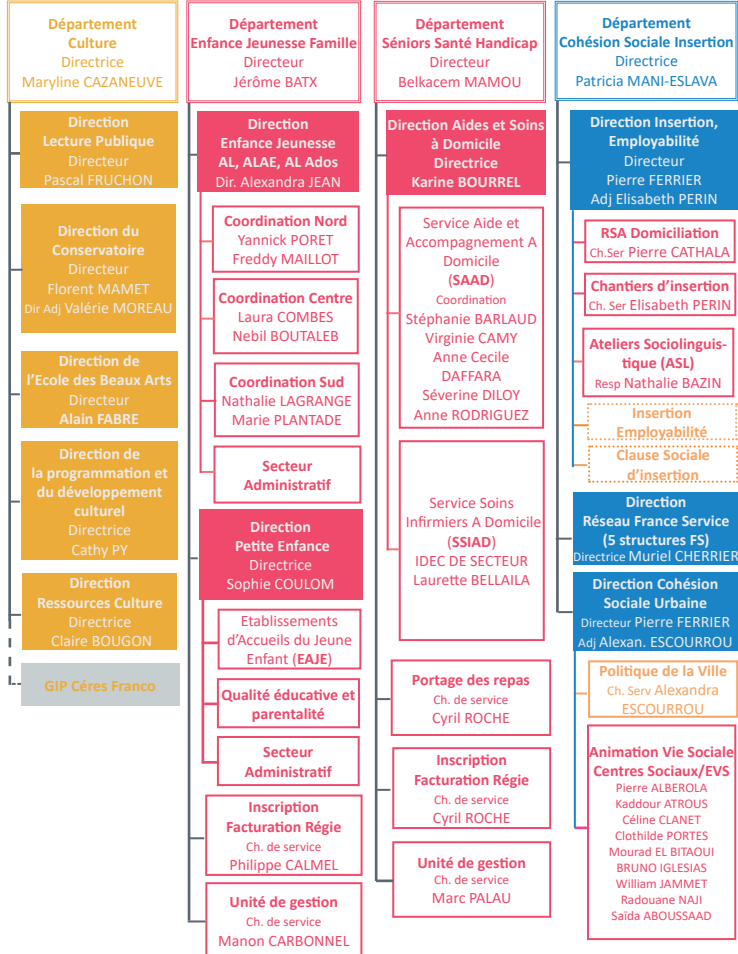 Département
Culture
Directrice
Maryline CAZANEUVE
Direction
Lecture Publique
Directeur
Pascal FRUCHON
Direction du
Conservatoire
Directeur
Florent MAMET
Dir Adj Valérie MOREAU
Direction de
l'Ecole des Beaux Arts
Directeur
Alain FABRE
Direction de
la programmation et
du développement
culturel
Directrice
Cathy PY
Direction
Ressources Culture
Directrice
Claire BOUGON
GIP Céres Franco
Département
Enfance Jeunesse Famille
Directeur
Jérôme BATX
Direction
Enfance Jeunesse
AL, ALAE, AL Ados
Dir. Alexandra JEAN
Coordination Nord
Yannick PORET
Freddy MAILLOT
Coordination Centre
Laura COMBES
Nebil BOUTALEB
Coordination Sud
Nathalie LAGRANGE
Marie PLANTADE
Secteur
Administratif
Direction
Petite Enfance
Directrice
Sophie COULOM
Etablissements
d'Accueils du Jeune
Enfant (EAJE)
Qualité éducative et
parentalité
Secteur
Administratif
Inscription
Facturation Régie
Ch. de service
Philippe CALMEL
Unité de gestion
Ch. de service
Manon CARBONNEL
Département
Séniors Santé Handicap
Directeur
Belkacem MAMOU
Direction Aides et Soins
à Domicile
Directrice
Karine BOURREL
Service Aide et
Accompagnement A
Domicile
(SAAD)
Coordination
Stéphanie BARLAUD
Virginie CAMY
Anne Cecile
DAFFARA
Séverine DILOY
Anne RODRIGUEZ
Service Soins
Infirmiers A Domicile
(SSIAD)
IDEC DE SECTEUR
Laurette BELLAILA
Portage des repas
Ch. de service
Cyril ROCHE
Inscription
Facturation Régie
Ch. de service
Cyril ROCHE
Unité de gestion
Ch. de service
Marc PALAU
Département
Cohésion Sociale Insertion
Directrice
Patricia MANI-ESLAVA
Direction Insertion,
Employabilité
Directeur
Pierre FERRIER
Adj Elisabeth PERIN
RSA Domiciliation
Ch.Ser Pierre CATHALA
Chantiers d'insertion
Ch. Ser Elisabeth PERIN
Ateliers Sociolinguis-
tique (ASL)
Resp Nathalie BAZIN
Insertion
Employabilité
Clause Sociale
d'insertion
Direction
Réseau France Service
(5 structures FS)
Directrice Muriel CHERRIER
Direction Cohésion
Sociale Urbaine
Directeur Pierre FERRIER
Adj Alexan. ESCOURROU
Politique de la Ville
Ch. Serv Alexandra
ESCOURROU
Animation Vie Sociale
Centres Sociaux/EVS
Pierre ALBEROLA
Kaddour ATROUS
Céline CLANET
Clothilde PORTES
Mourad EL BITAOUI
BRUNO IGLESIAS
William JAMMET
Radouane NAJI
Saïda ABOUSSAAD